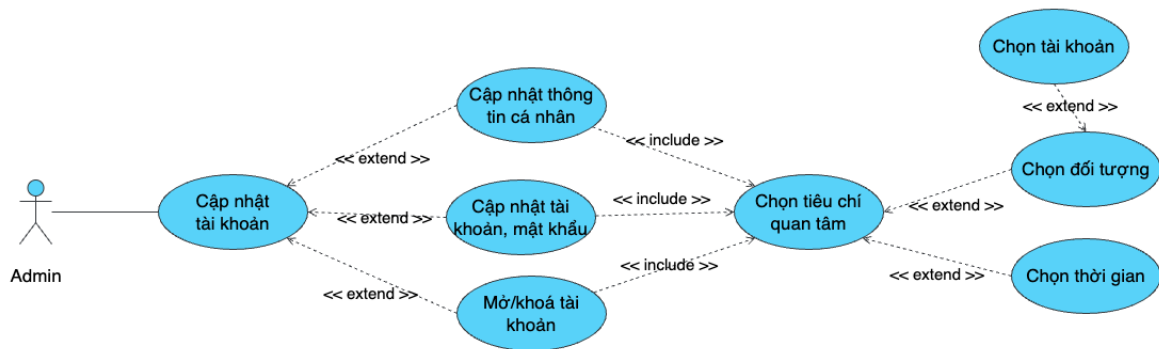 Chọn tài khoản
<< extend >>
Cập nhật thông
tin cá nhân
<< include >>
<< extend >>
Chọn đối tượng
Cập nhật
tài khoản
Cập nhật tài
khoản, mật khẩu
<< extend >>
<< include >>
Chọn tiêu chí
quan tâm
<< extend >>
Admin
<< extend >>
Mở/khoá tài
khoản
<< include >>
<< extend >>
Chọn thời gian